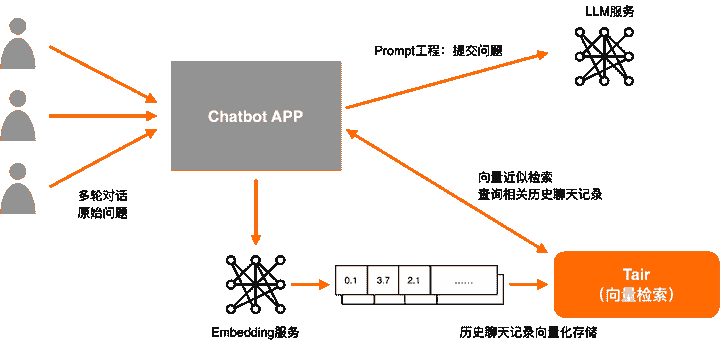 LLM服务
Prompt工程：提交问题
Chatbot APP
向量近似检索
查询相关历史聊天记录
多轮对话
原始问题
0.1 3.7 2.1 ......
Tair
（向量检索）
Embedding服务
历史聊天记录向量化存储